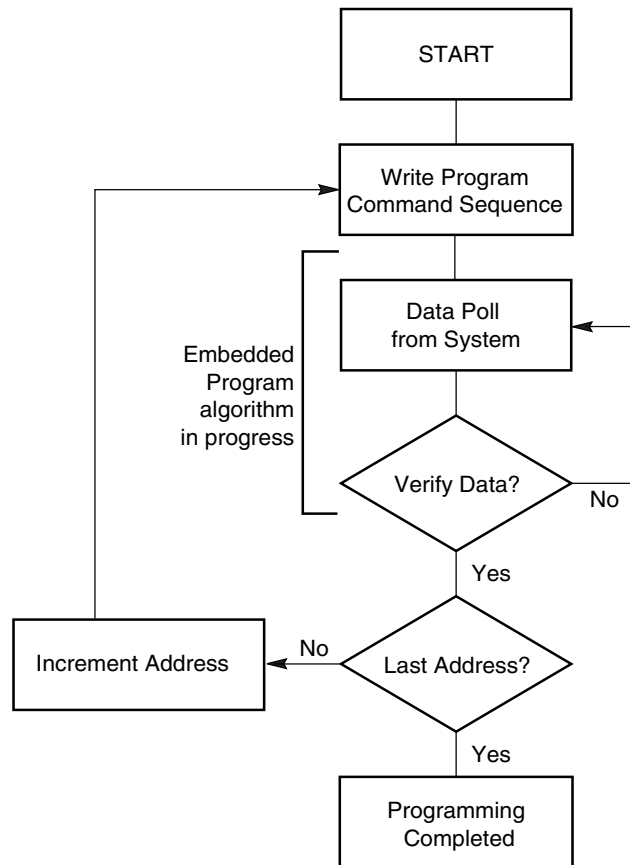 START
Write Program
Command Sequence
Data Poll
from System
Embedded
Program
algorithm
in progress
Verify Data?
No
Yes
Increment Address
No
Last Address?
Yes
Programming
Completed